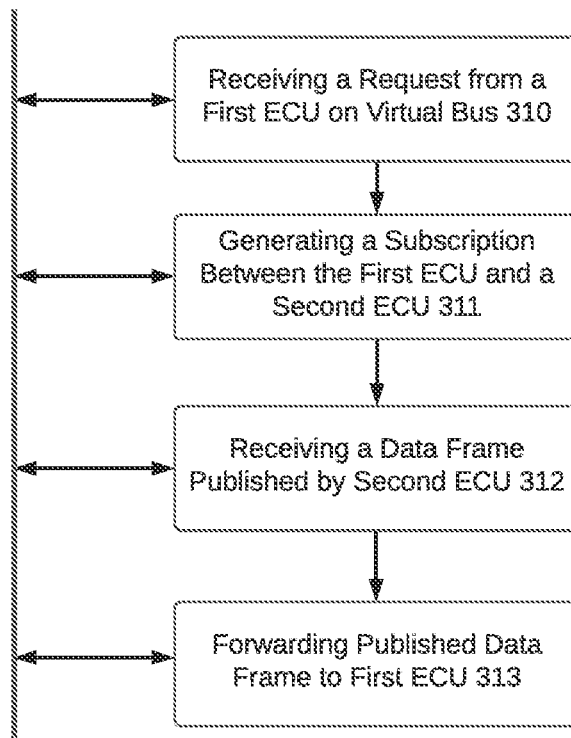 Receiving a Request from a
First ECU on Virtual Bus 310
Generating a Subscription
Between the First ECU and a
Second ECU 311
Receiving a Data Frame
Published by Second ECU 312
Forwarding Published Data
Frame to First ECU 313